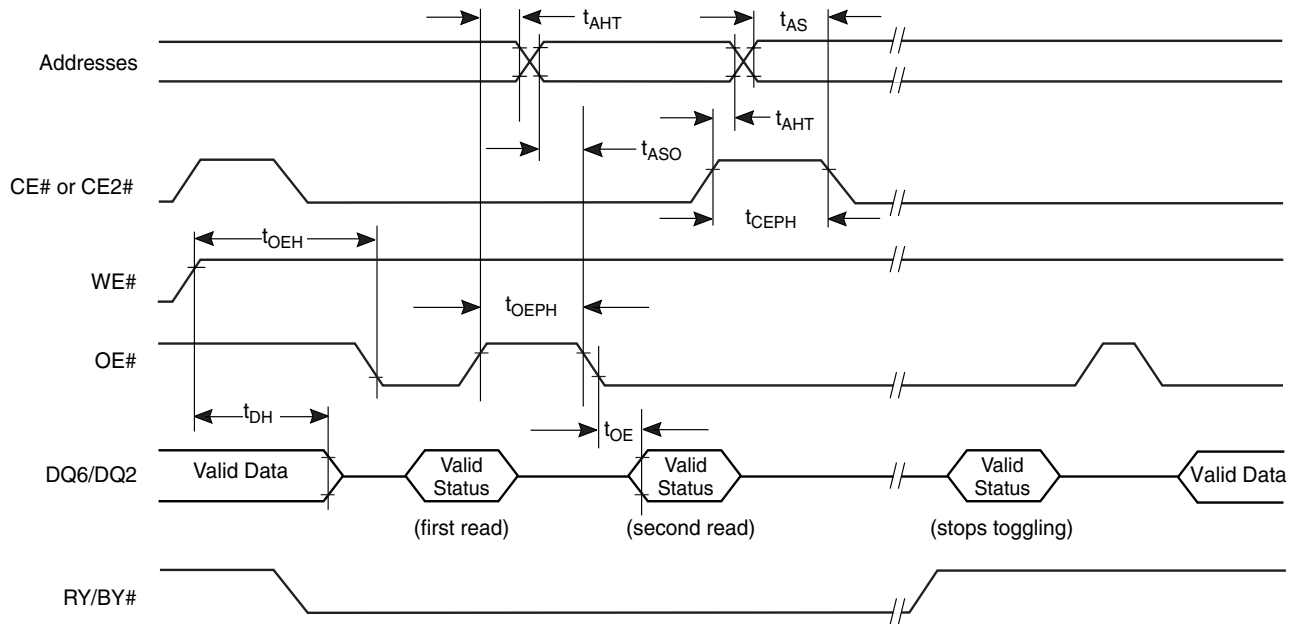 tAHT
tAS
Addresses
tAHT
tASO
CE# or CE2#
tCEPH
tOEH
WE#
tOEPH
OE#
tDH
tOE
DQ6/DQ2
Valid Data
Valid
Status
Valid
Status
Valid
Status
Valid Data
(first read)
(second read)
(stops toggling)
RY/BY#